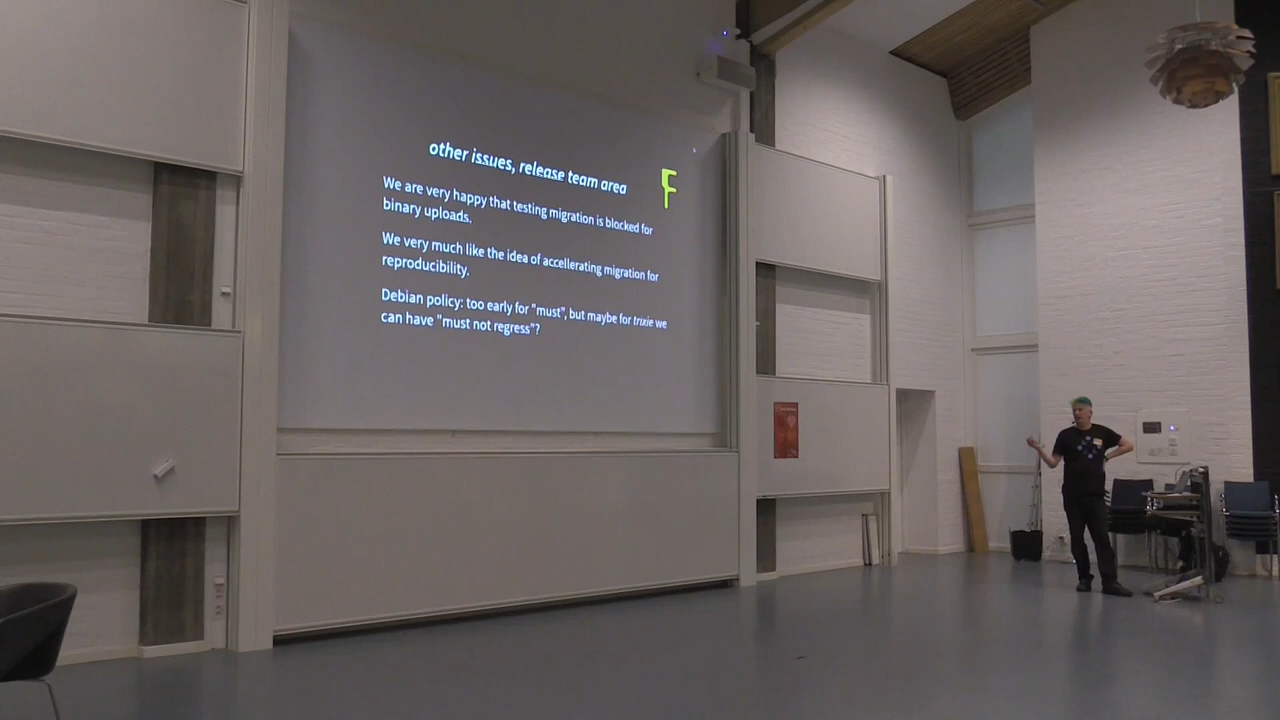 other issues, release team area
F
We are very happy that testing migration is blocked for
binary uploads.
We very much like the idea of accellerating migration for
reproducibility.
Debian policy: too early for "must", but maybe for trixie we
can have "must not regress"?